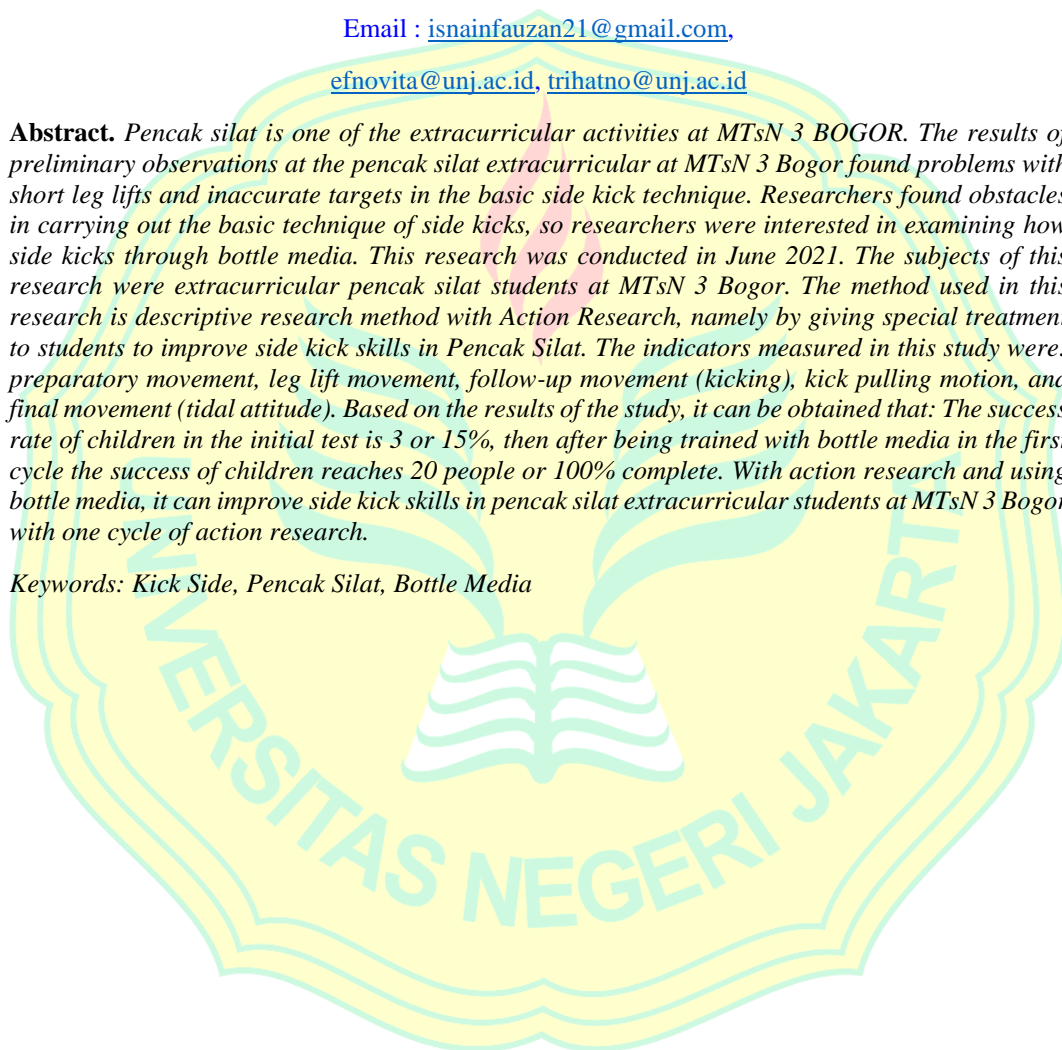 Email : isnainfauzan21@gmail.com,
efnovita@unj.ac.id, trihatno@unj.ac.id
Abstract. Pencak silat is one of the extracurricular activities at MTsN 3 BOGOR. The results of
preliminary observations at the pencak silat extracurricular at MTsN 3 Bogor found problems with
short leg lifts and inaccurate targets in the basic side kick technique. Researchers found obstacles
in carrying out the basic technique of side kicks, so researchers were interested in examining how
side kicks through bottle media. This research was conducted in June 2021. The subjects of this
research were extracurricular pencak silat students at MTsN 3 Bogor. The method used in this
research is descriptive research method with Action Research, namely by giving special treatment
to students to improve side kick skills in Pencak Silat. The indicators measured in this study were:
preparatory movement, leg lift movement, follow-up movement (kicking), kick pulling motion, and
final movement (tidal attitude). Based on the results of the study, it can be obtained that: The success
rate of children in the initial test is 3 or 15%, then after being trained with bottle media in the first
cycle the success of children reaches 20 people or 100% complete. With action research and using
bottle media, it can improve side kick skills in pencak silat extracurricular students at MTsN 3 Bogor
with one cycle of action research.
Keywords: Kick Side, Pencak Silat, Bottle Media
UNIVERSITAS NEGERI JAKARTA